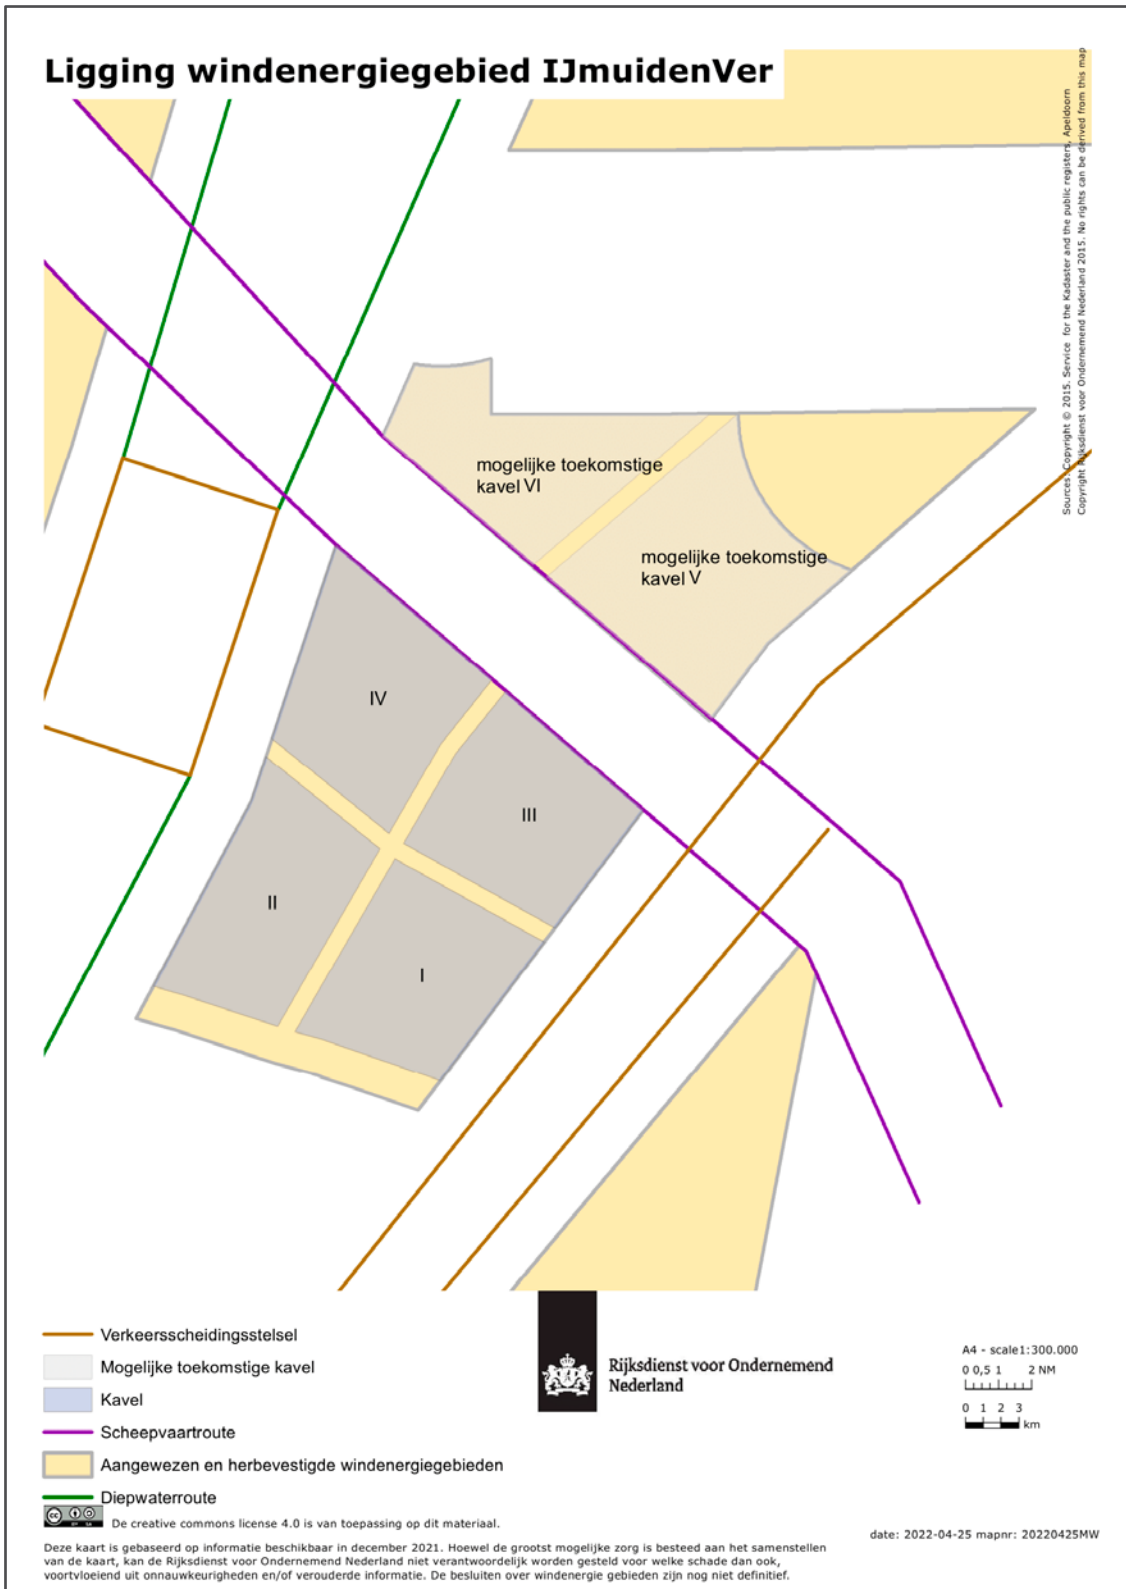 Ligging windenergiegebied IJmuidenVer
Sources: Copyright © 2015. Service for the Kadaster and the public registers, Apeldoorn
Copyright Rijksdienst voor Ondernemend Nederland 2015. No rights can be derived from this map
mogelijke toekomstige
kavel VI
mogelijke toekomstige
kavel V
IV
III
II
I
Verkeersscheidingsstelsel
Mogelijke toekomstige kavel
Kavel
Scheepvaartroute
Aangewezen en herbevestigde windenergiegebieden
Diepwaterroute
Rijksdienst voor Ondernemend
Nederland
A4 - scale1:300.000
0 0,5 1 2 NM
0 1 2 3
km
cc
BY SA
De creative commons license 4.0 is van toepassing op dit materiaal.
date: 2022-04-25 mapnr: 20220425MW
Deze kaart is gebaseerd op informatie beschikbaar in december 2021. Hoewel de grootst mogelijke zorg is besteed aan het samenstellen
van de kaart, kan de Rijksdienst voor Ondernemend Nederland niet verantwoordelijk worden gesteld voor welke schade dan ook,
voortvloeiend uit onnauwkeurigheden en/of verouderde informatie. De besluiten over windenergie gebieden zijn nog niet definitief.